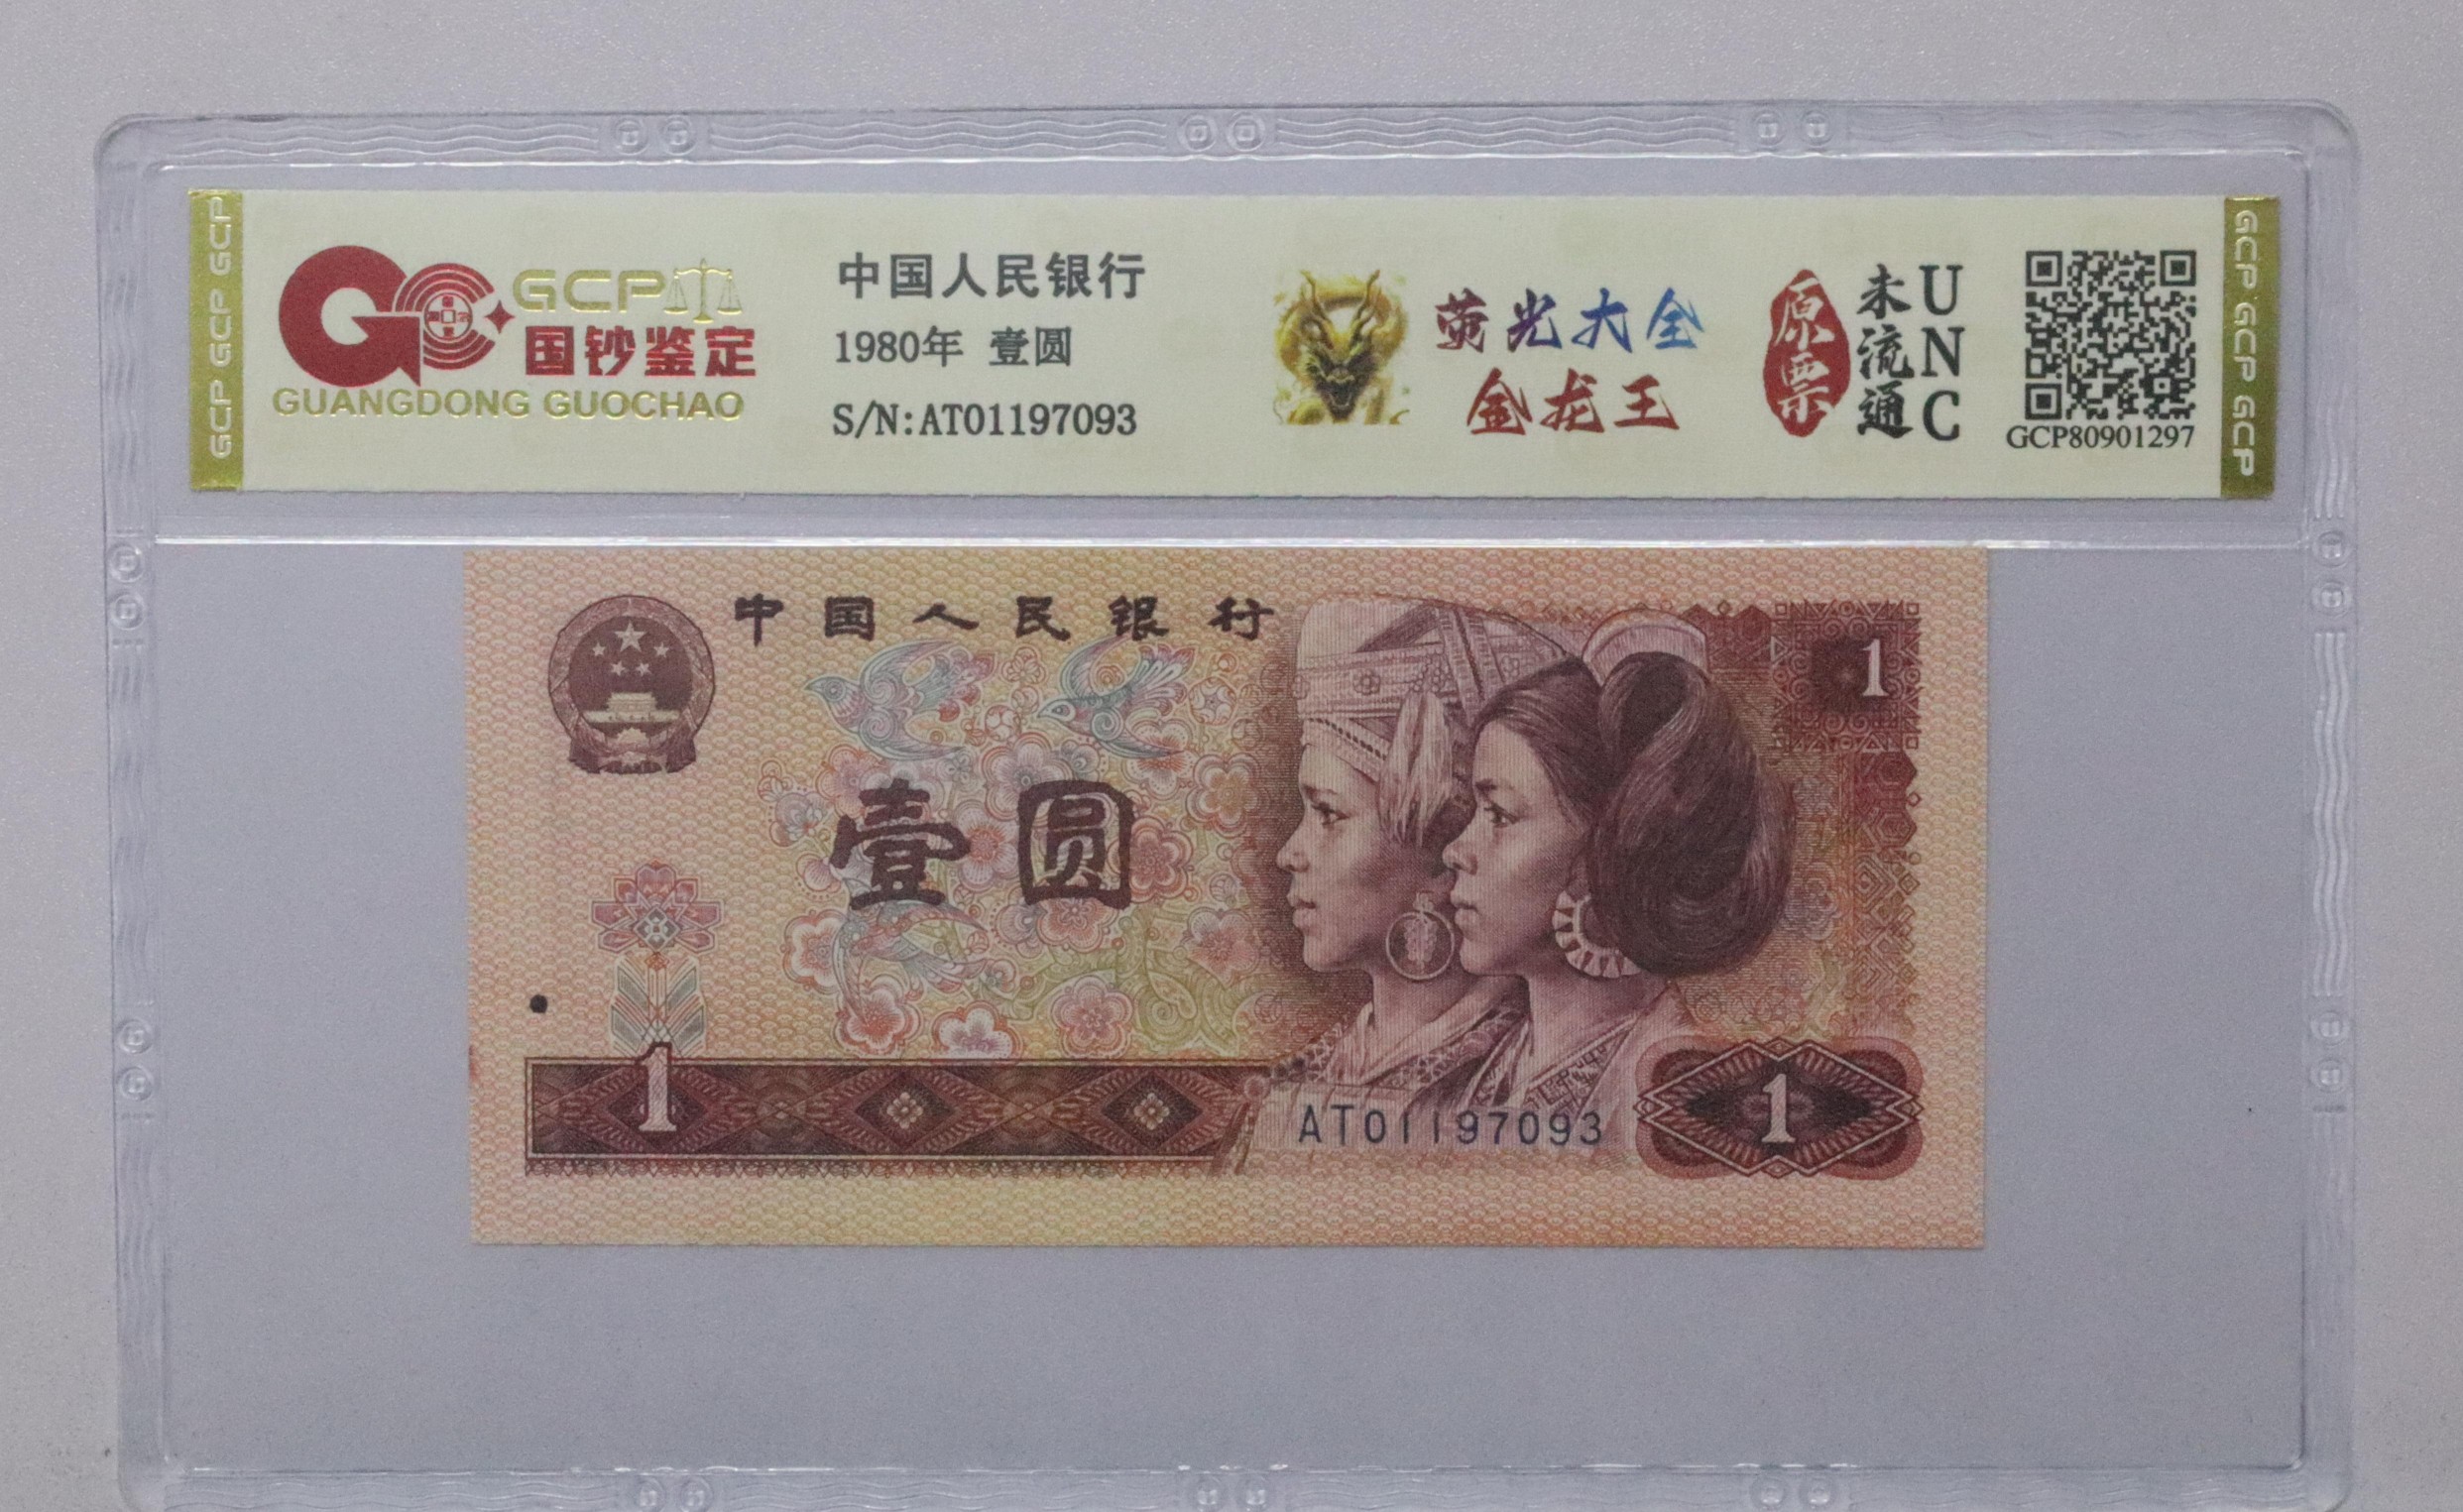 GCP GCP GCP
GCP
国钞鉴定
GUANGDONG GUOCHAO
中国人民银行
1980年 壹圆
S/N:AT01197093
荧光大全
金龙王
原票
未流通
UNC
GCP80901297
GCP GCP GCP
中国人民银行
1
壹圆
1
AT01197093
1